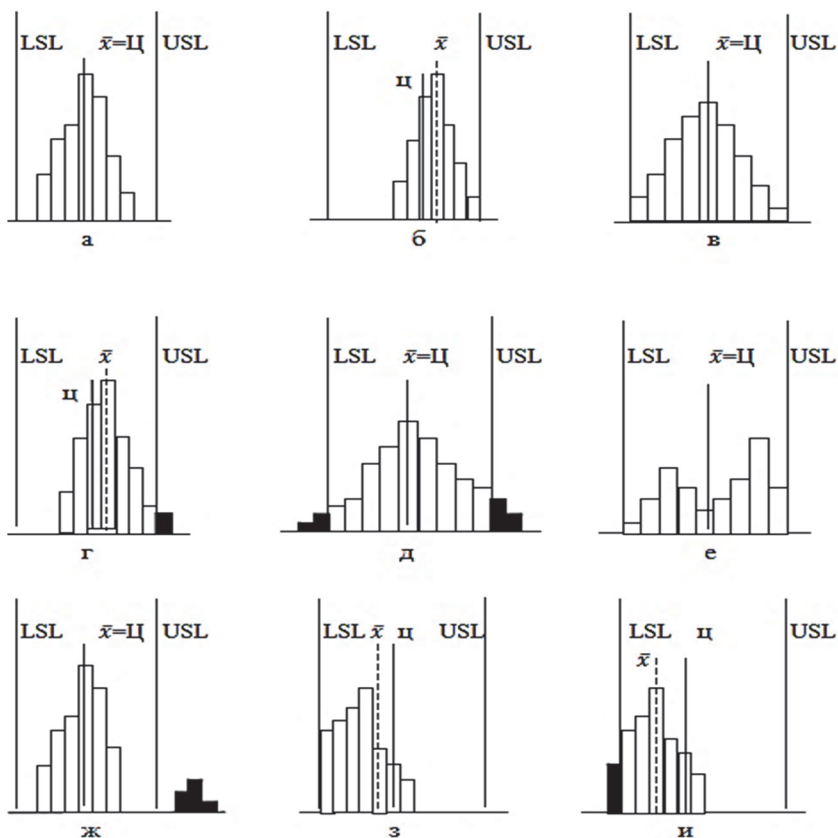 LSL x̄=Ц USL
а
LSL x̄ USL
ц
б
LSL x̄=Ц USL
в
LSL x̄ USL
ц
г
LSL x̄=Ц USL
д
LSL x̄=Ц USL
е
LSL x̄=Ц USL
ж
LSL x̄ ц USL
з
LSL ц USL
x̄
и